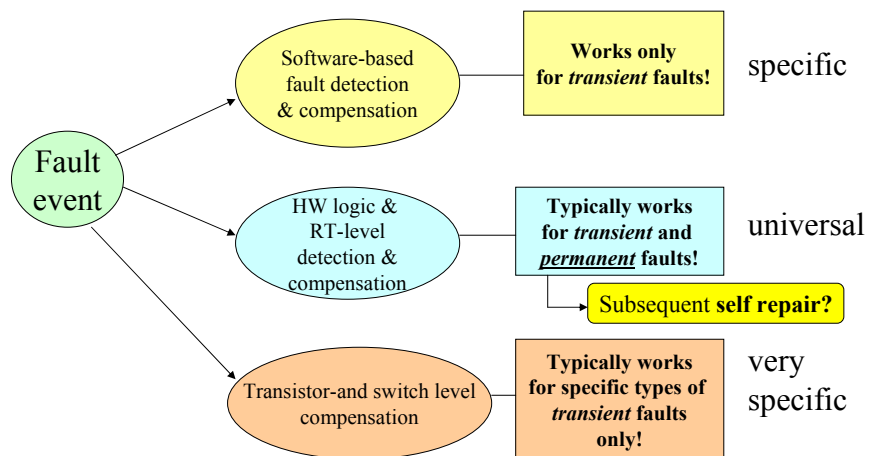 Fault
event
Software-based
fault detection
& compensation
Works only
for transient faults!
specific
HW logic &
RT-level
detection &
compensation
Typically works
for transient and
permanent faults!
universal
Subsequent self repair?
Transistor-and switch level
compensation
Typically works
for specific types of
transient faults
only!
very
specific